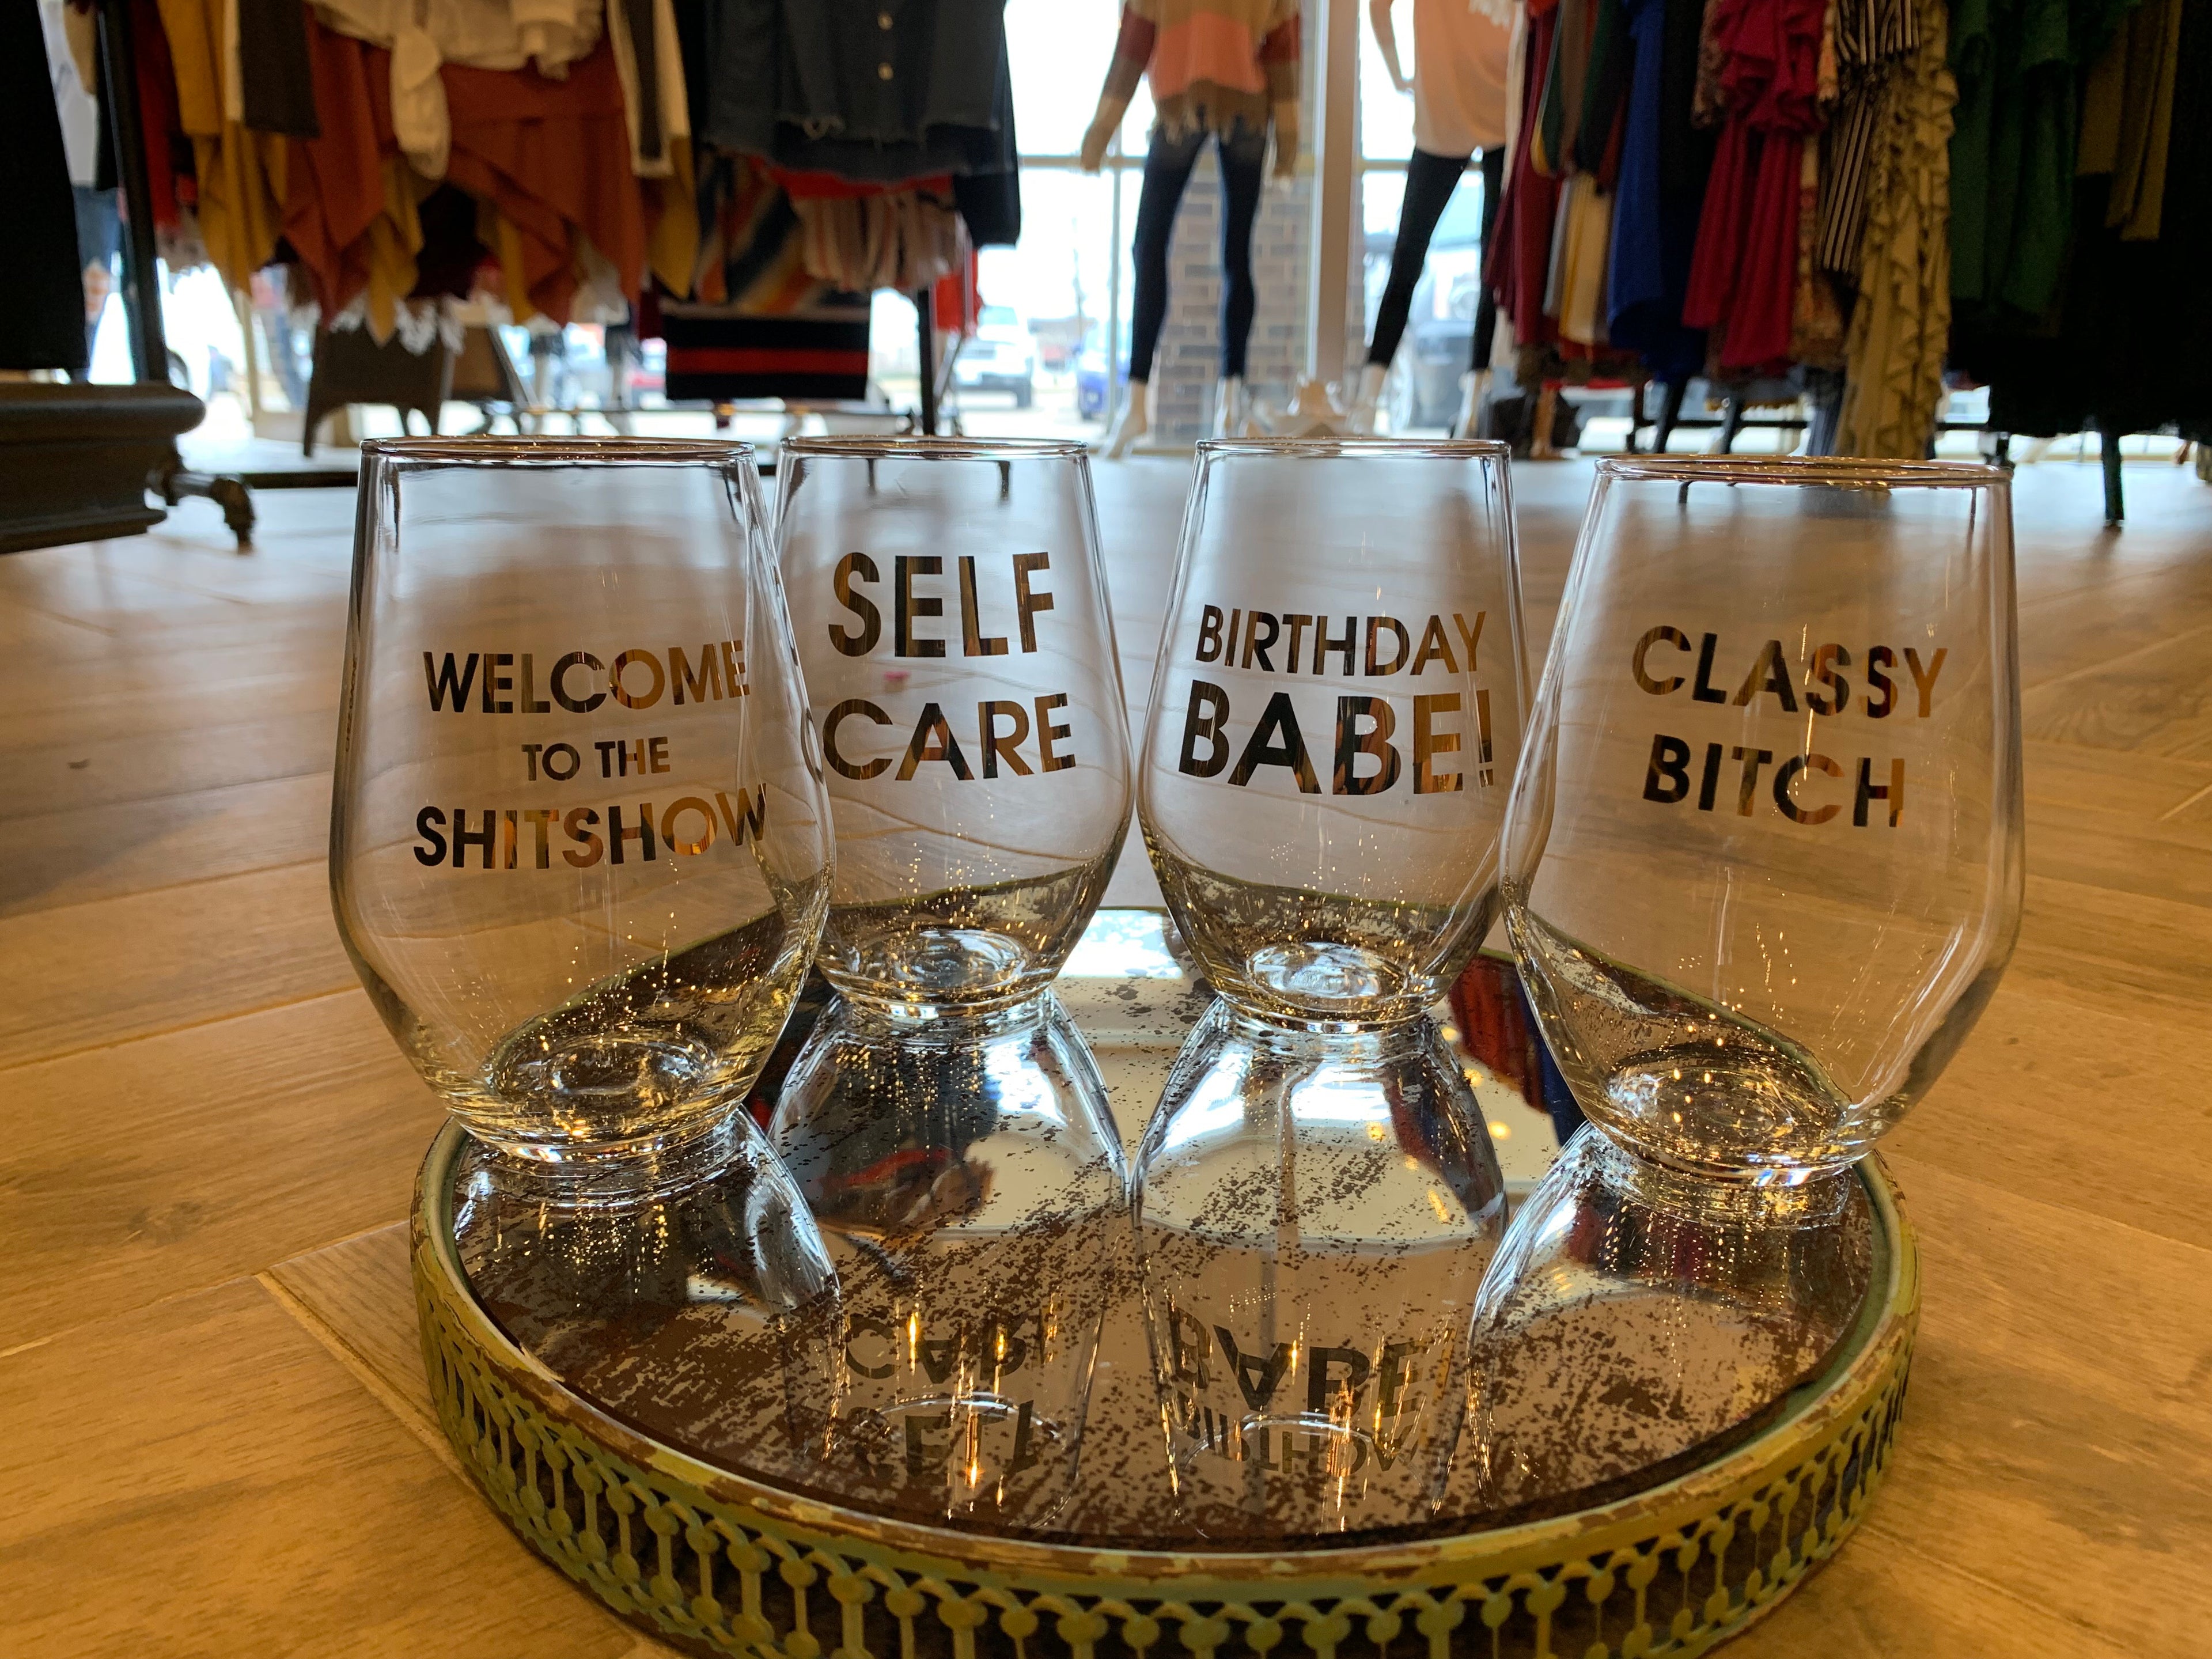 WELCOME
TO THE
SHITSHOW
SELF
CARE
BIRTHDAY
BABE!
CLASSY
BITCH